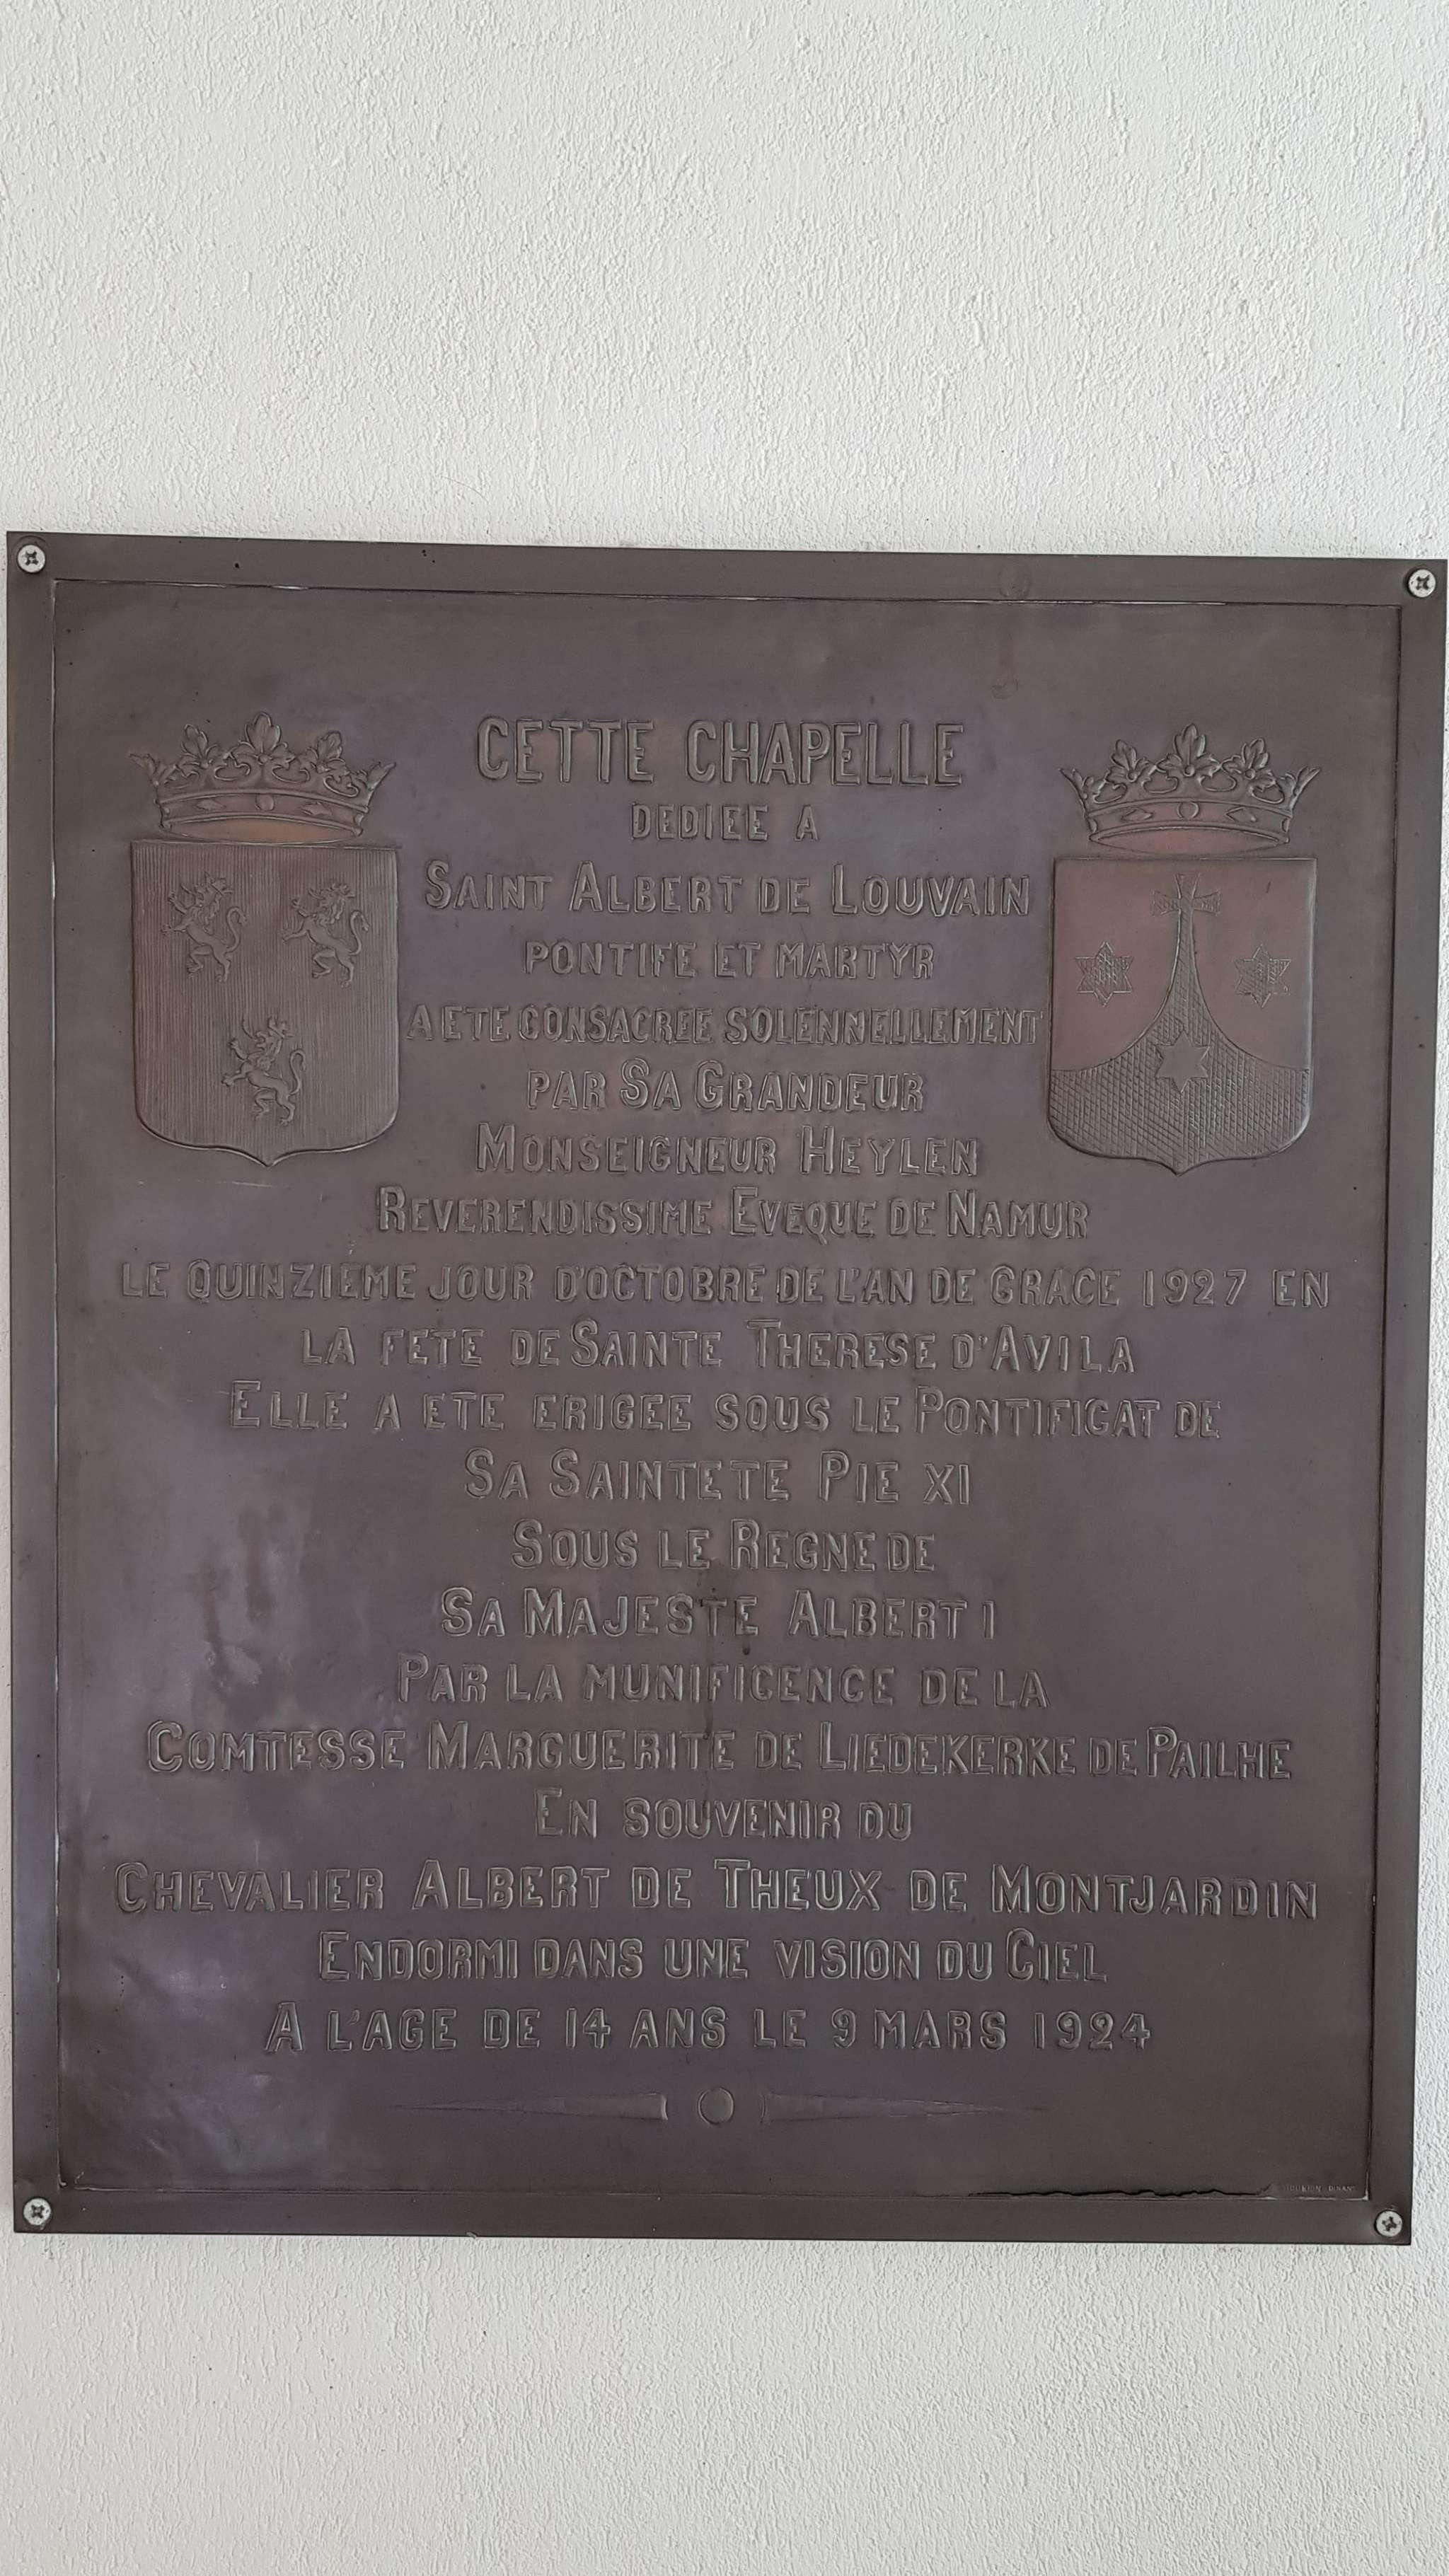 CETTE CHAPELLE
DEDIEE A
SAINT ALBERT DE LOUVAIN
PONTIFE ET MARTYR
A ETE CONSACREE SOLENNELLEMENT
PAR SA GRANDEUR
MONSEIGNEUR HEYLEN
REVERENDISSIME EVEQUE DE NAMUR
LE QUINZIEME JOUR D'OCTOBRE DE L'AN DE GRACE 1927 EN
LA FETE DE SAINTE THERESE D'AVILA
ELLE A ETE ERIGEE SOUS LE PONTIFICAT DE
SA SAINTETE PIE XI
SOUS LE REGNE DE
SA MAJESTE ALBERT I
PAR LA MUNIFICENCE DE LA
COMTESSE MARGUERITE DE LIEDEKERKE DE PAILHE
EN SOUVENIR DU
CHEVALIER ALBERT DE THEUX DE MONTJARDIN
ENDORMI DANS UNE VISION DU CIEL
A L'AGE DE 14 ANS LE 9 MARS 1924